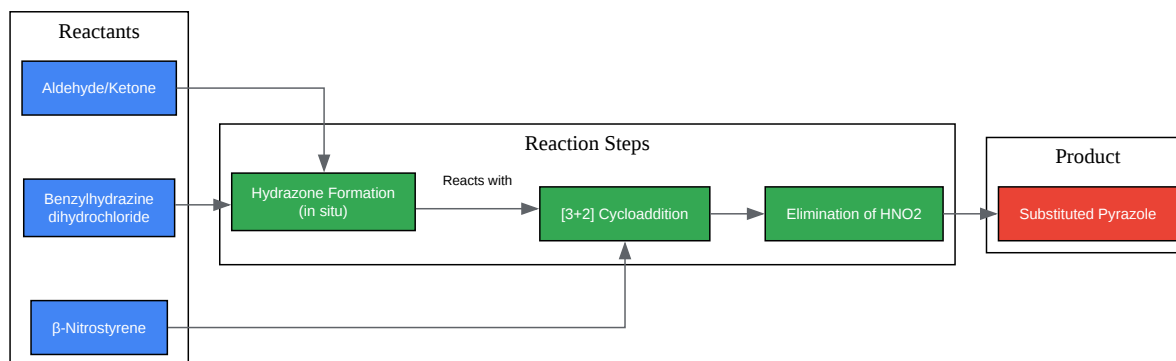 Reactants
Aldehyde/Ketone
Benzylhydrazine
dihydrochloride
β-Nitrostyrene
Reaction Steps
Hydrazone Formation
(in situ)
Reacts with
[3+2] Cycloaddition
Elimination of HNO2
Product
Substituted Pyrazole